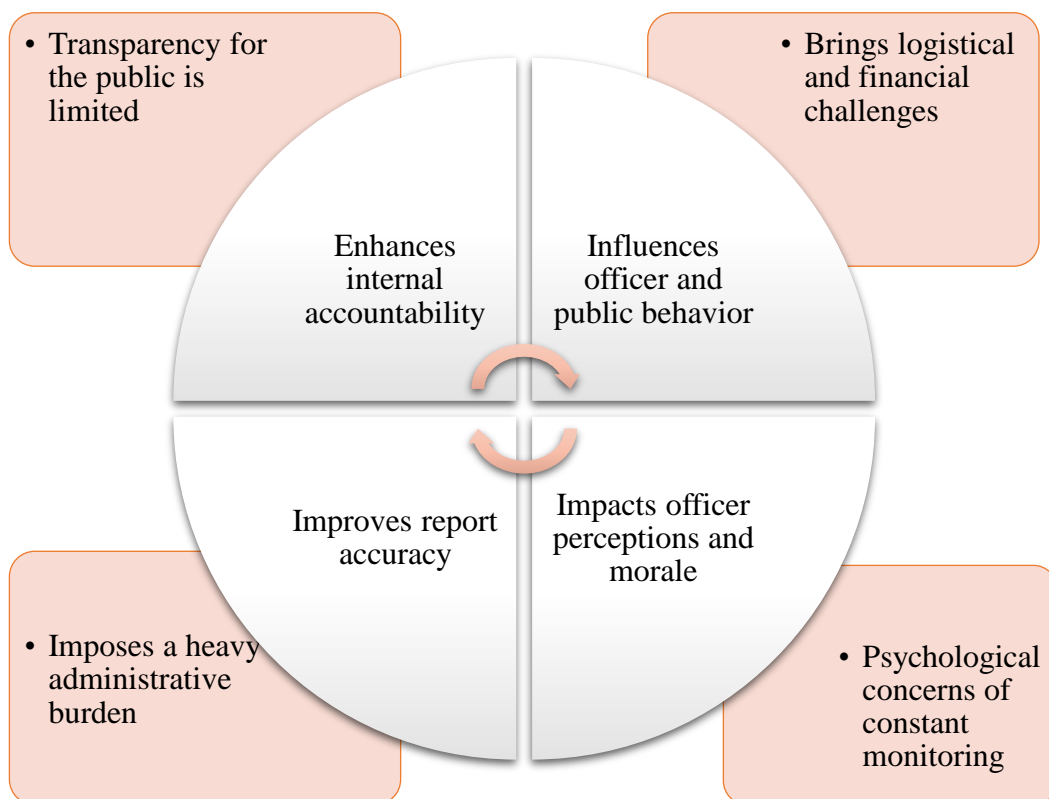 • Transparency for
the public is
limited
• Brings logistical
and financial
challenges
Enhances
internal
accountability
Influences
officer and
public behavior
Improves report
accuracy
Impacts officer
perceptions and
morale
• Imposes a heavy
administrative
burden
• Psychological
concerns of
constant
monitoring